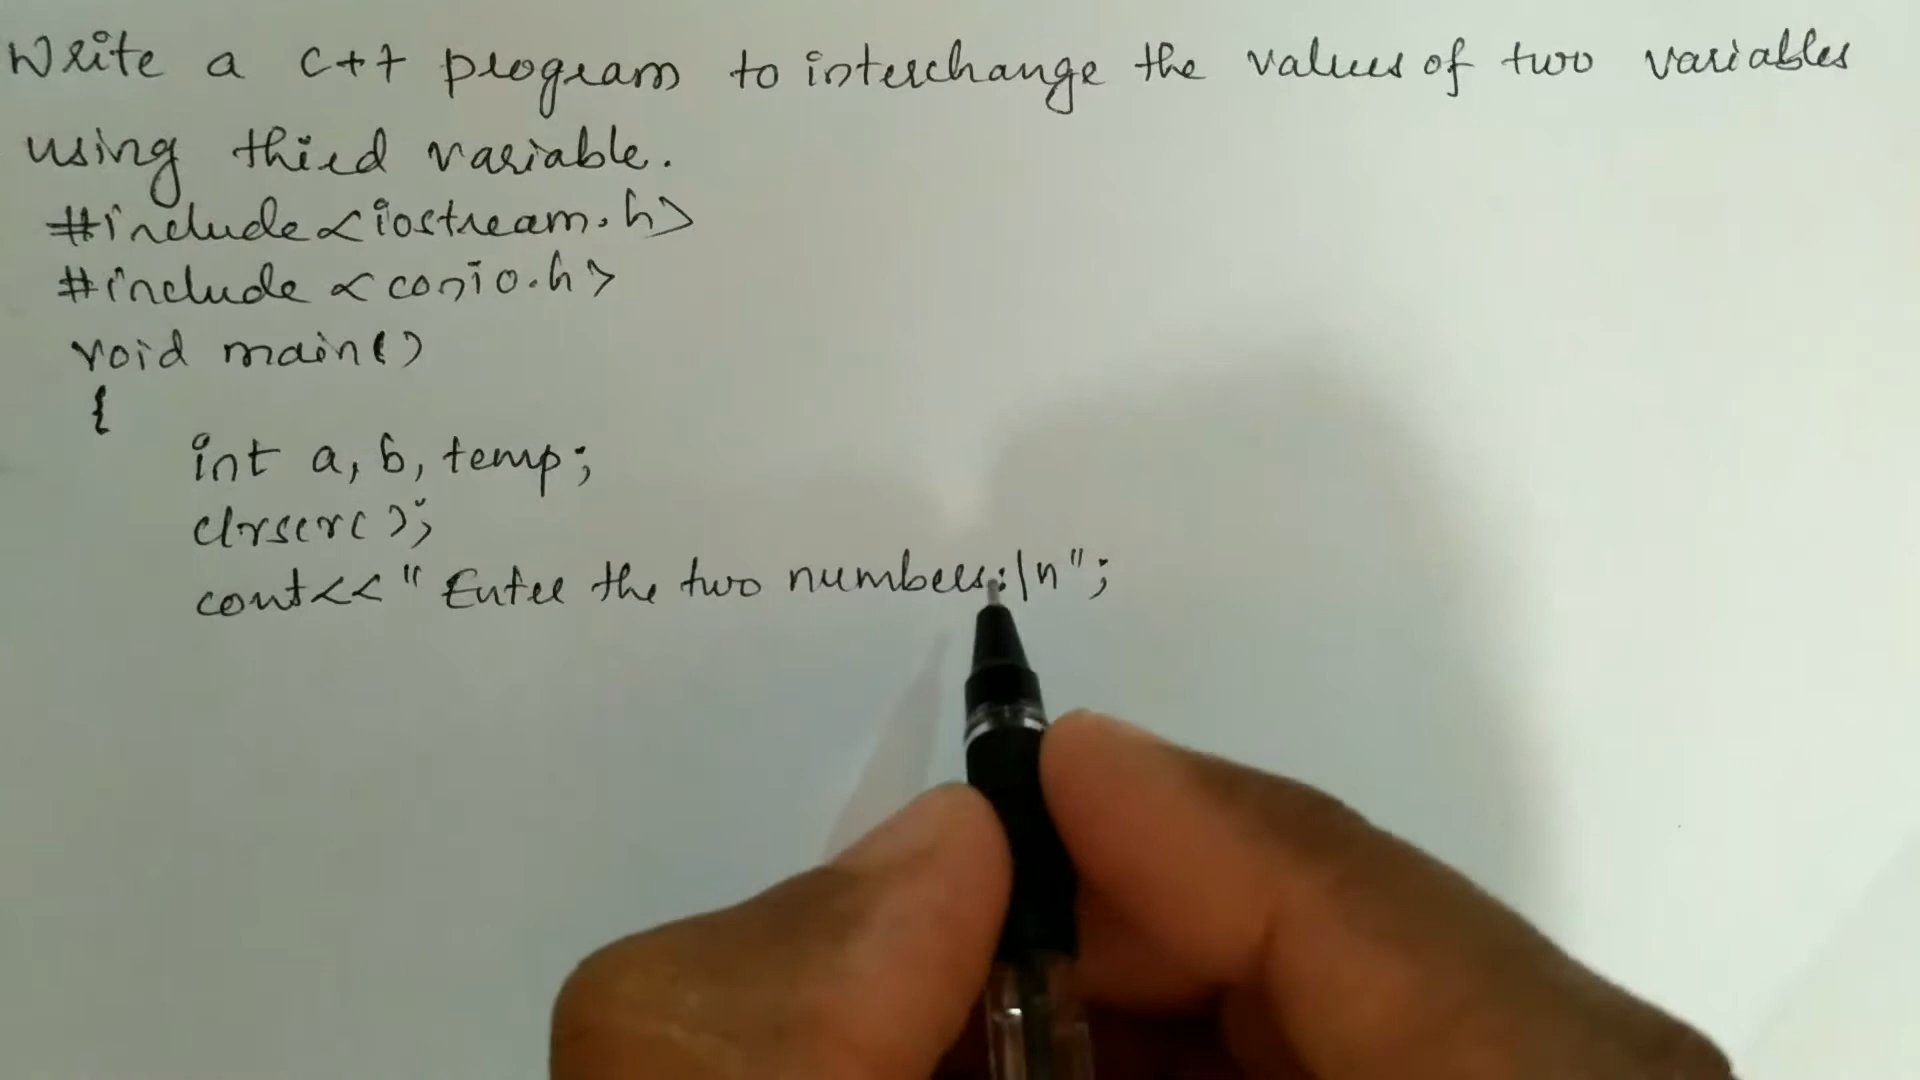 Write a c++ program to interchange the values of two variables
using third variable.
#include<iostream.h>
#include <conio.h>
void main()
{
int a, b, temp;
clrscr();
cout<<" Enter the two numbers:\n";